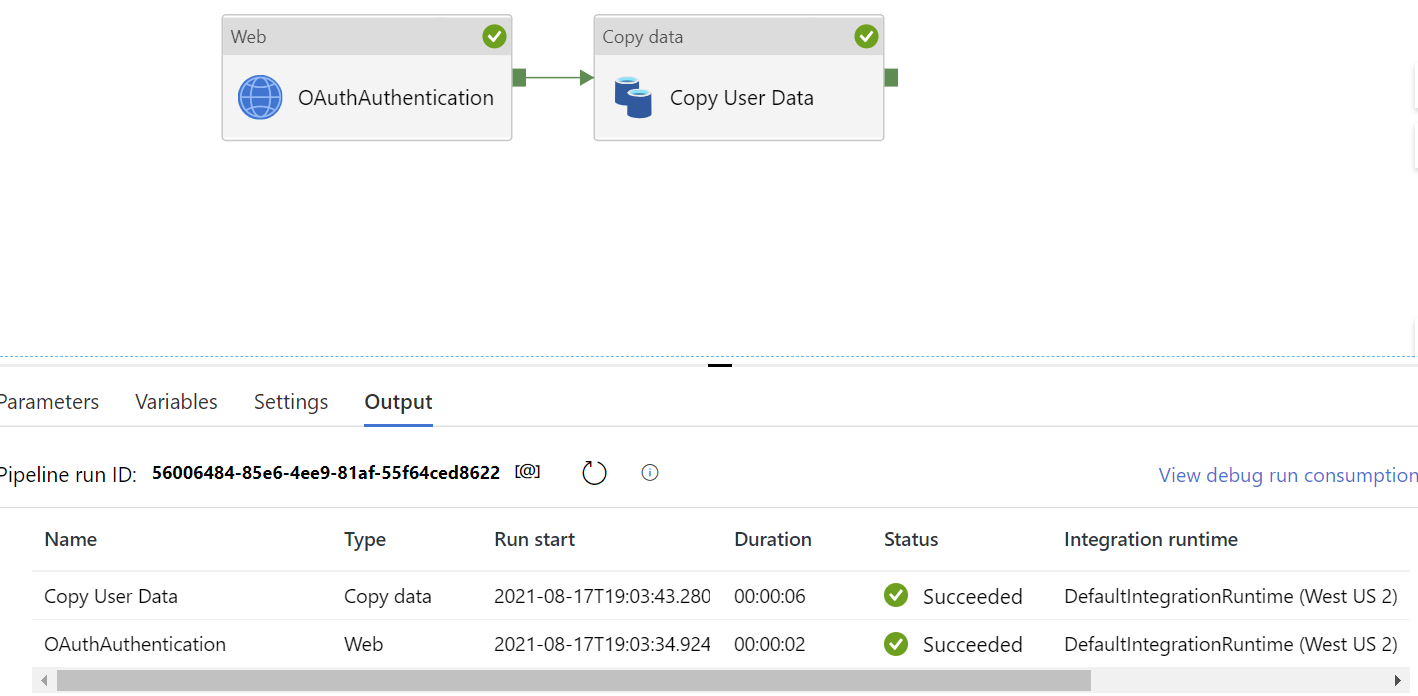 Web Copy data
OAuthAuthentication Copy User Data
Parameters Variables Settings Output
Pipeline run ID: 56006484-85e6-4ee9-81af-55f64ced8622 [@]
View debug run consumption
Name Type Run start Duration Status Integration runtime
Copy User Data Copy data 2021-08-17T19:03:43.280 00:00:06 Succeeded DefaultIntegrationRuntime (West US 2)
OAuthAuthentication Web 2021-08-17T19:03:34.924 00:00:02 Succeeded DefaultIntegrationRuntime (West US 2)